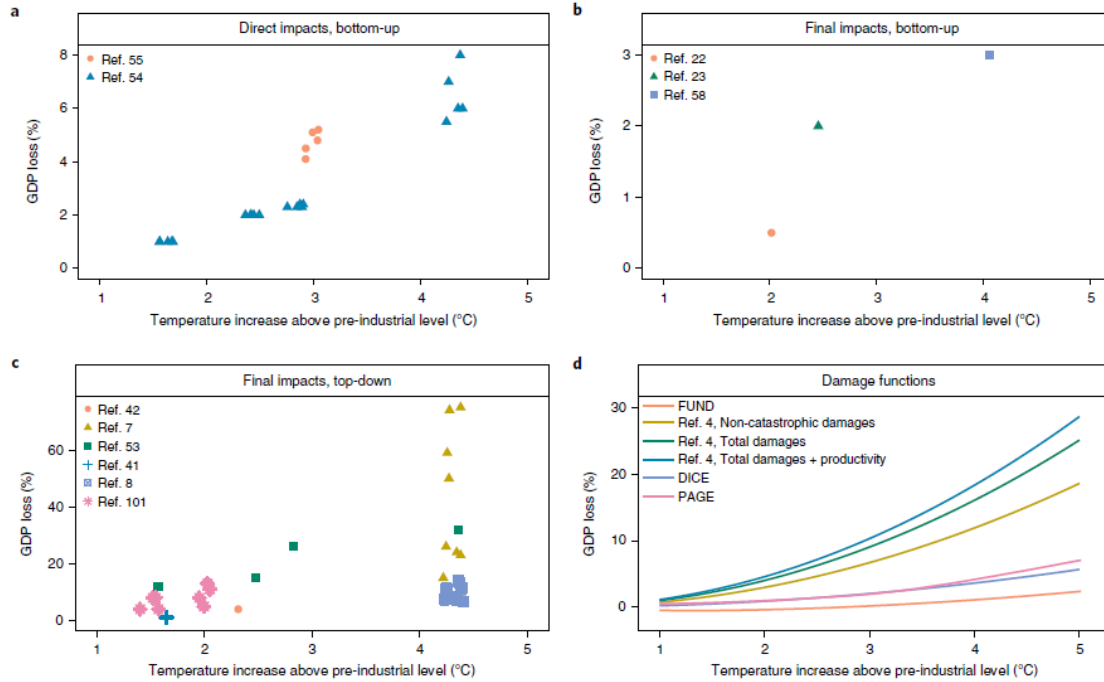 a
Direct impacts, bottom-up
8
6
4
2
0
GDP loss (%)
Ref. 55
Ref. 54
1 2 3 4 5
Temperature increase above pre-industrial level (°C)
b
Final impacts, bottom-up
3
2
1
0
GDP loss (%)
Ref. 22
Ref. 23
Ref. 58
1 2 3 4 5
Temperature increase above pre-industrial level (°C)
c
Final impacts, top-down
60
40
20
0
GDP loss (%)
Ref. 42
Ref. 7
Ref. 53
Ref. 41
Ref. 8
Ref. 101
1 2 3 4 5
Temperature increase above pre-industrial level (°C)
d
Damage functions
30
20
10
0
GDP loss (%)
FUND
Ref. 4, Non-catastrophic damages
Ref. 4, Total damages
Ref. 4, Total damages + productivity
DICE
PAGE
1 2 3 4 5
Temperature increase above pre-industrial level (°C)